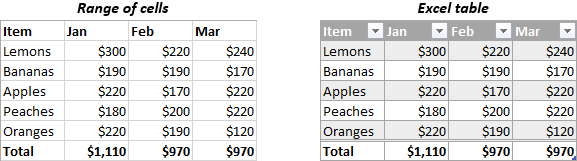 Range of cells
Item Jan Feb Mar
Lemons $300 $220 $240
Bananas $190 $190 $170
Apples $220 $170 $220
Peaches $180 $200 $220
Oranges $220 $190 $120
Total $1,110 $970 $970
Excel table
Item Jan Feb Mar
Lemons $300 $220 $240
Bananas $190 $190 $170
Apples $220 $170 $220
Peaches $180 $200 $220
Oranges $220 $190 $120
Total $1,110 $970 $970